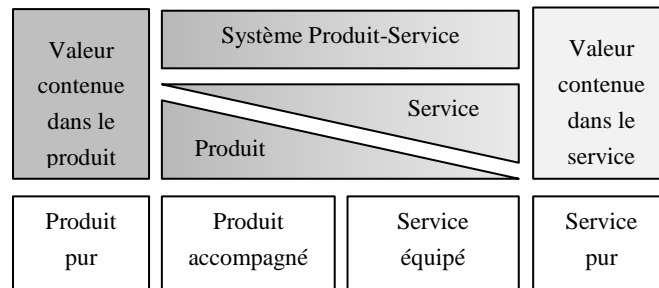 Valeur
contenue
dans le
produit
Système Produit-Service
Service
Produit
Valeur
contenue
dans le
service
Produit
pur
Produit
accompagné
Service
équipé
Service
pur